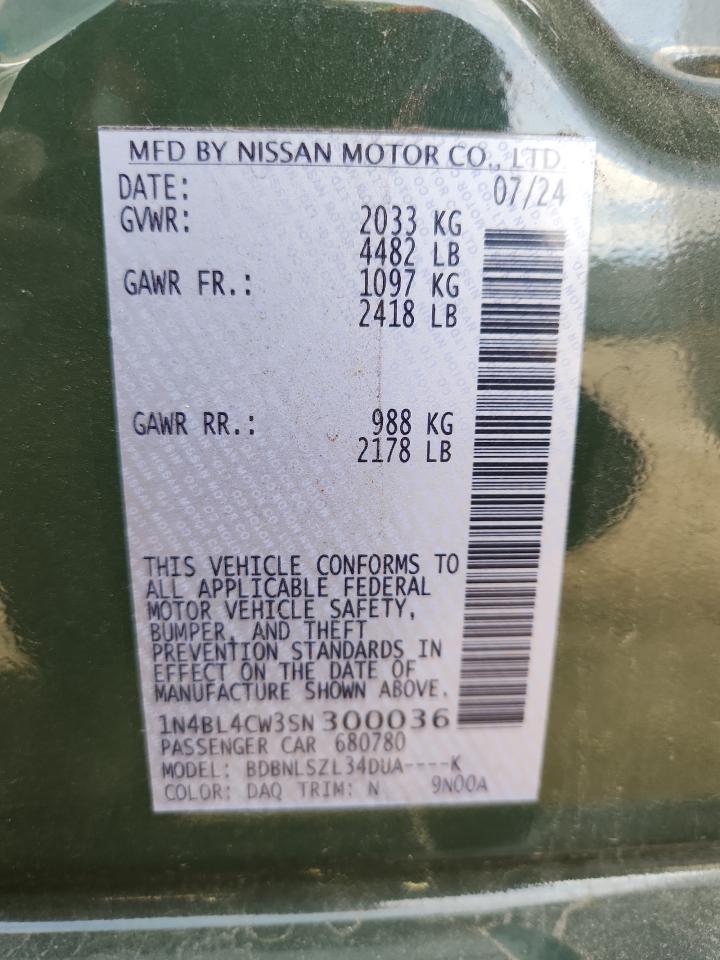 MFD BY NISSAN MOTOR CO., LTD
DATE: 07/24
GVWR: 2033 KG
4482 LB
GAWR FR.: 1097 KG
2418 LB
GAWR RR.: 988 KG
2178 LB
THIS VEHICLE CONFORMS TO
ALL APPLICABLE FEDERAL
MOTOR VEHICLE SAFETY,
BUMPER, AND THEFT
PREVENTION STANDARDS IN
EFFECT ON THE DATE OF
MANUFACTURE SHOWN ABOVE.
1N4BL4CW3SN300036
PASSENGER CAR 680780
MODEL: BDBNLSZL34DUA----K
COLOR: DAQ TRIM: N 9N00A